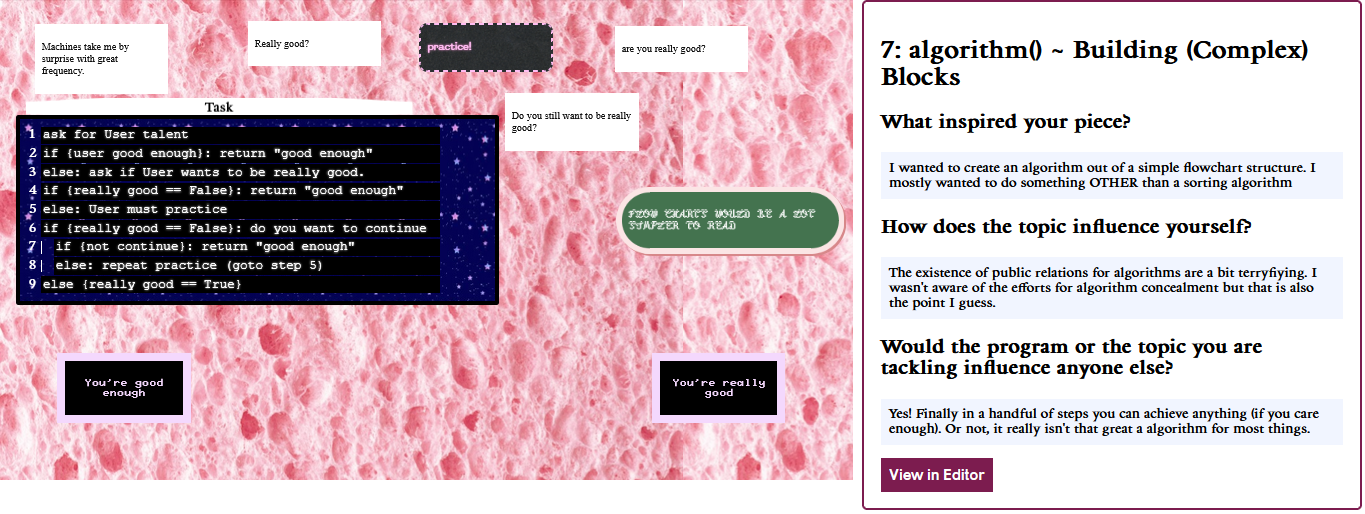 Machines take me by
surprise with great
frequency.
Really good?
practice!
are you really good?
Do you still want to be really
good?
Task
1 ask for User talent
2 if {user good enough}: return "good enough"
3 else: ask if User wants to be really good.
4 if {really good == False}: return "good enough"
5 else: User must practice
6 if {really good == False}: do you want to continue
7| if {not continue}: return "good enough"
8| else: repeat practice (goto step 5)
9 else {really good == True}
FLOW CHARTS WOULD BE A LOT
SIMPLER TO READ
You're good
enough
You're really
good
7: algorithm() ~ Building (Complex)
Blocks
What inspired your piece?
I wanted to create an algorithm out of a simple flowchart structure. I
mostly wanted to do something OTHER than a sorting algorithm
How does the topic influence yourself?
The existence of public relations for algorithms are a bit terryfiying. I
wasn't aware of the efforts for algorithm concealment but that is also
the point I guess.
Would the program or the topic you are
tackling influence anyone else?
Yes! Finally in a handful of steps you can achieve anything (if you care
enough). Or not, it really isn't that great a algorithm for most things.
View in Editor